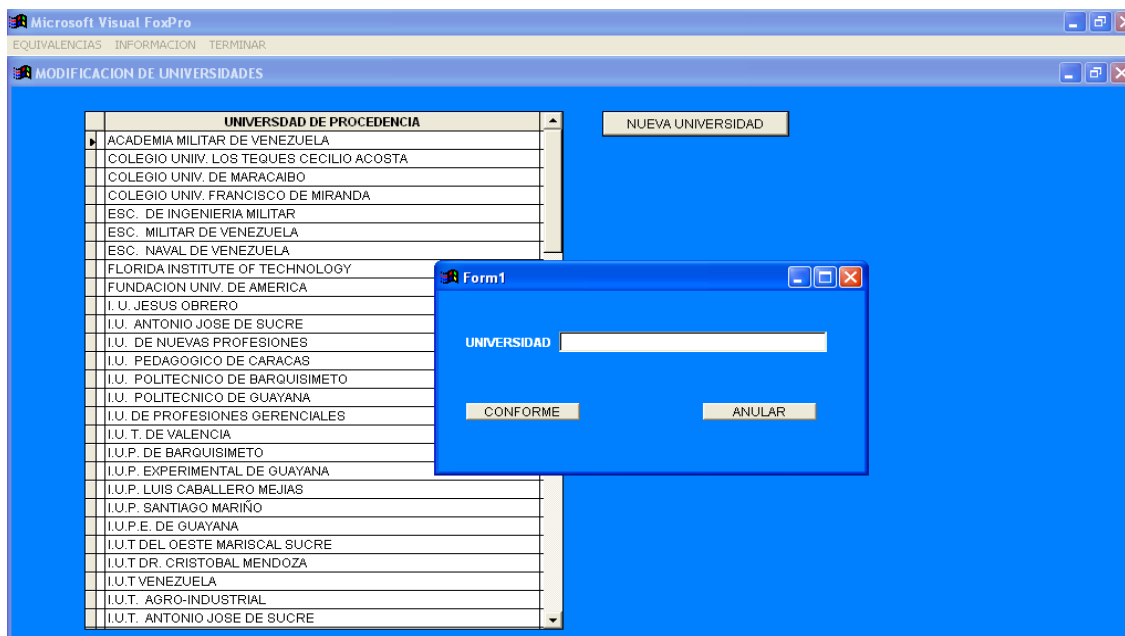 Microsoft Visual FoxPro
EQUIVALENCIAS INFORMACION TERMINAR
MODIFICACION DE UNIVERSIDADES
UNIVERSDAD DE PROCEDENCIA
NUEVA UNIVERSIDAD
ACADEMIA MILITAR DE VENEZUELA
COLEGIO UNIIV. LOS TEQUES CECILIO ACOSTA
COLEGIO UNIV. DE MARACAIBO
COLEGIO UNIV. FRANCISCO DE MIRANDA
ESC. DE INGENIERIA MILITAR
ESC. MILITAR DE VENEZUELA
ESC. NAVAL DE VENEZUELA
FLORIDA INSTITUTE OF TECHNOLOGY
FUNDACION UNIV. DE AMERICA
I. U. JESUS OBRERO
I.U. ANTONIO JOSE DE SUCRE
I.U. DE NUEVAS PROFESIONES
I.U. PEDAGOGICO DE CARACAS
I.U. POLITECNICO DE BARQUISIMETO
I.U. POLITECNICO DE GUAYANA
I.U. DE PROFESIONES GERENCIALES
I.U. T. DE VALENCIA
I.U.P. DE BARQUISIMETO
I.U.P. EXPERIMENTAL DE GUAYANA
I.U.P. LUIS CABALLERO MEJIAS
I.U.P. SANTIAGO MARIÑO
I.U.P.E. DE GUAYANA
I.U.T DEL OESTE MARISCAL SUCRE
I.U.T DR. CRISTOBAL MENDOZA
I.U.T VENEZUELA
I.U.T. AGRO-INDUSTRIAL
I.U.T. ANTONIO JOSE DE SUCRE
Form1
UNIVERSIDAD
CONFORME ANULAR